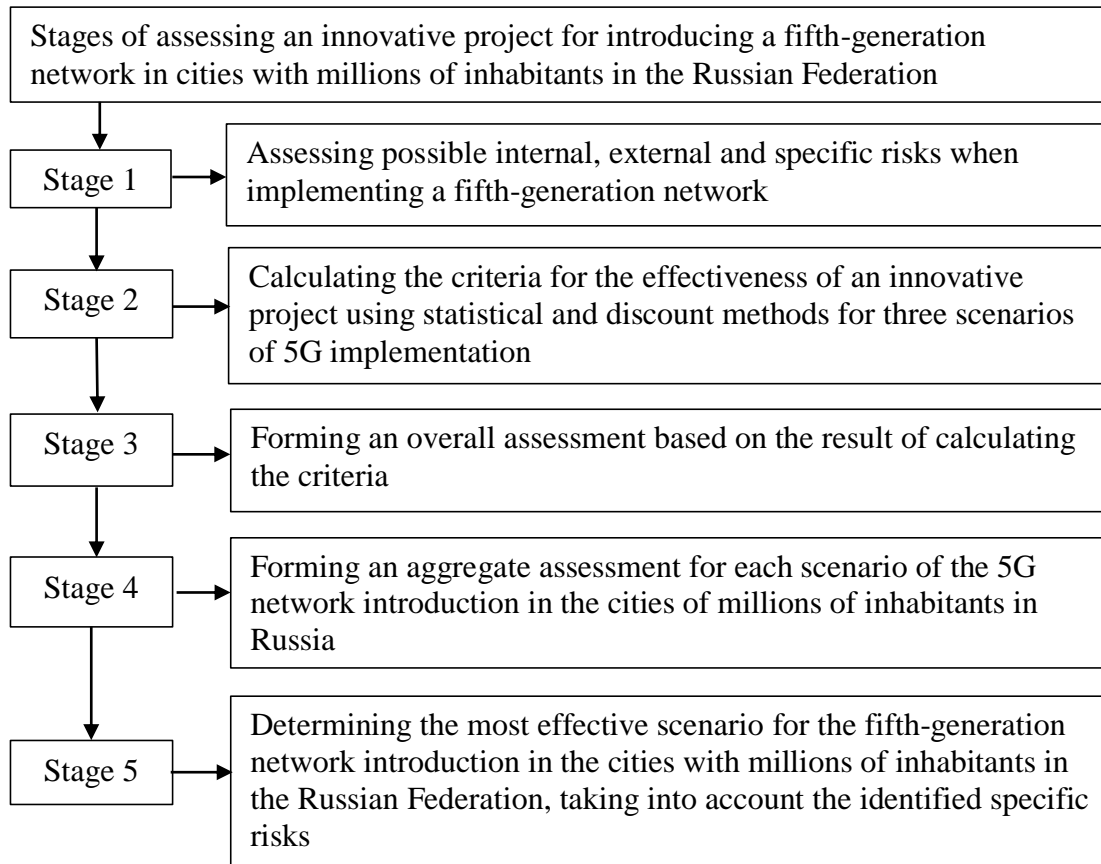 Stages of assessing an innovative project for introducing a fifth-generation
network in cities with millions of inhabitants in the Russian Federation
Stage 1
Assessing possible internal, external and specific risks when
implementing a fifth-generation network
Stage 2
Calculating the criteria for the effectiveness of an innovative
project using statistical and discount methods for three scenarios
of 5G implementation
Stage 3
Forming an overall assessment based on the result of calculating
the criteria
Stage 4
Forming an aggregate assessment for each scenario of the 5G
network introduction in the cities of millions of inhabitants in
Russia
Stage 5
Determining the most effective scenario for the fifth-generation
network introduction in the cities with millions of inhabitants in
the Russian Federation, taking into account the identified specific
risks